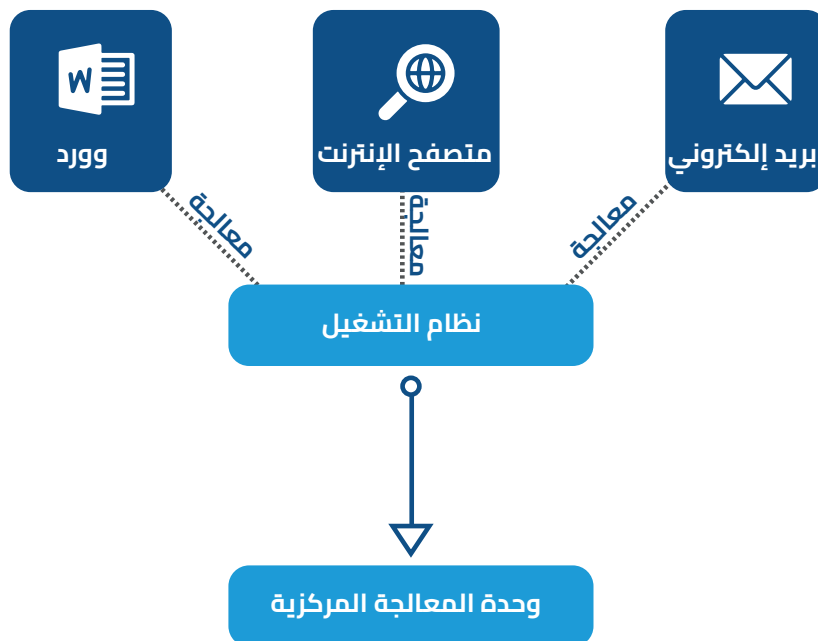 بريد إلكتروني
متصفح الإنترنت
وورد
W
معالجة
معالجة
معالجة
نظام التشغيل
وحدة المعالجة المركزية